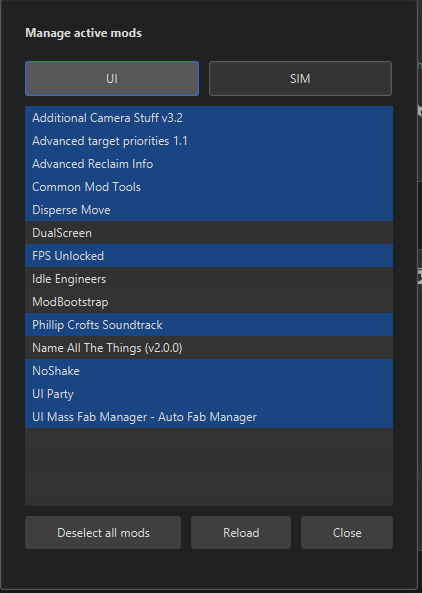 Manage active mods
UI
SIM
Additional Camera Stuff v3.2
Advanced target priorities 1.1
Advanced Reclaim Info
Common Mod Tools
Disperse Move
DualScreen
FPS Unlocked
Idle Engineers
ModBootstrap
Phillip Crofts Soundtrack
Name All The Things (v2.0.0)
NoShake
UI Party
UI Mass Fab Manager - Auto Fab Manager
Deselect all mods
Reload
Close